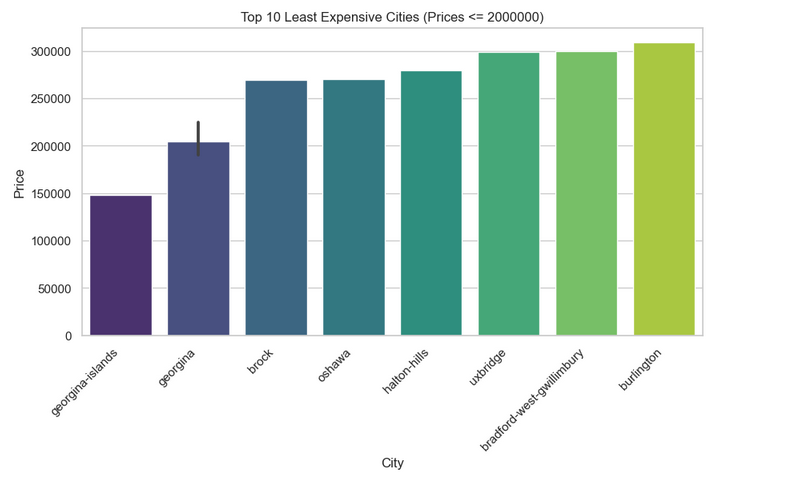 Top 10 Least Expensive Cities (Prices <= 2000000)
300000
250000
200000
150000
100000
50000
0
Price
georgina-islands
georgina
brock
oshawa
halton-hills
uxbridge
bradford-west-gwillimbury
burlington
City